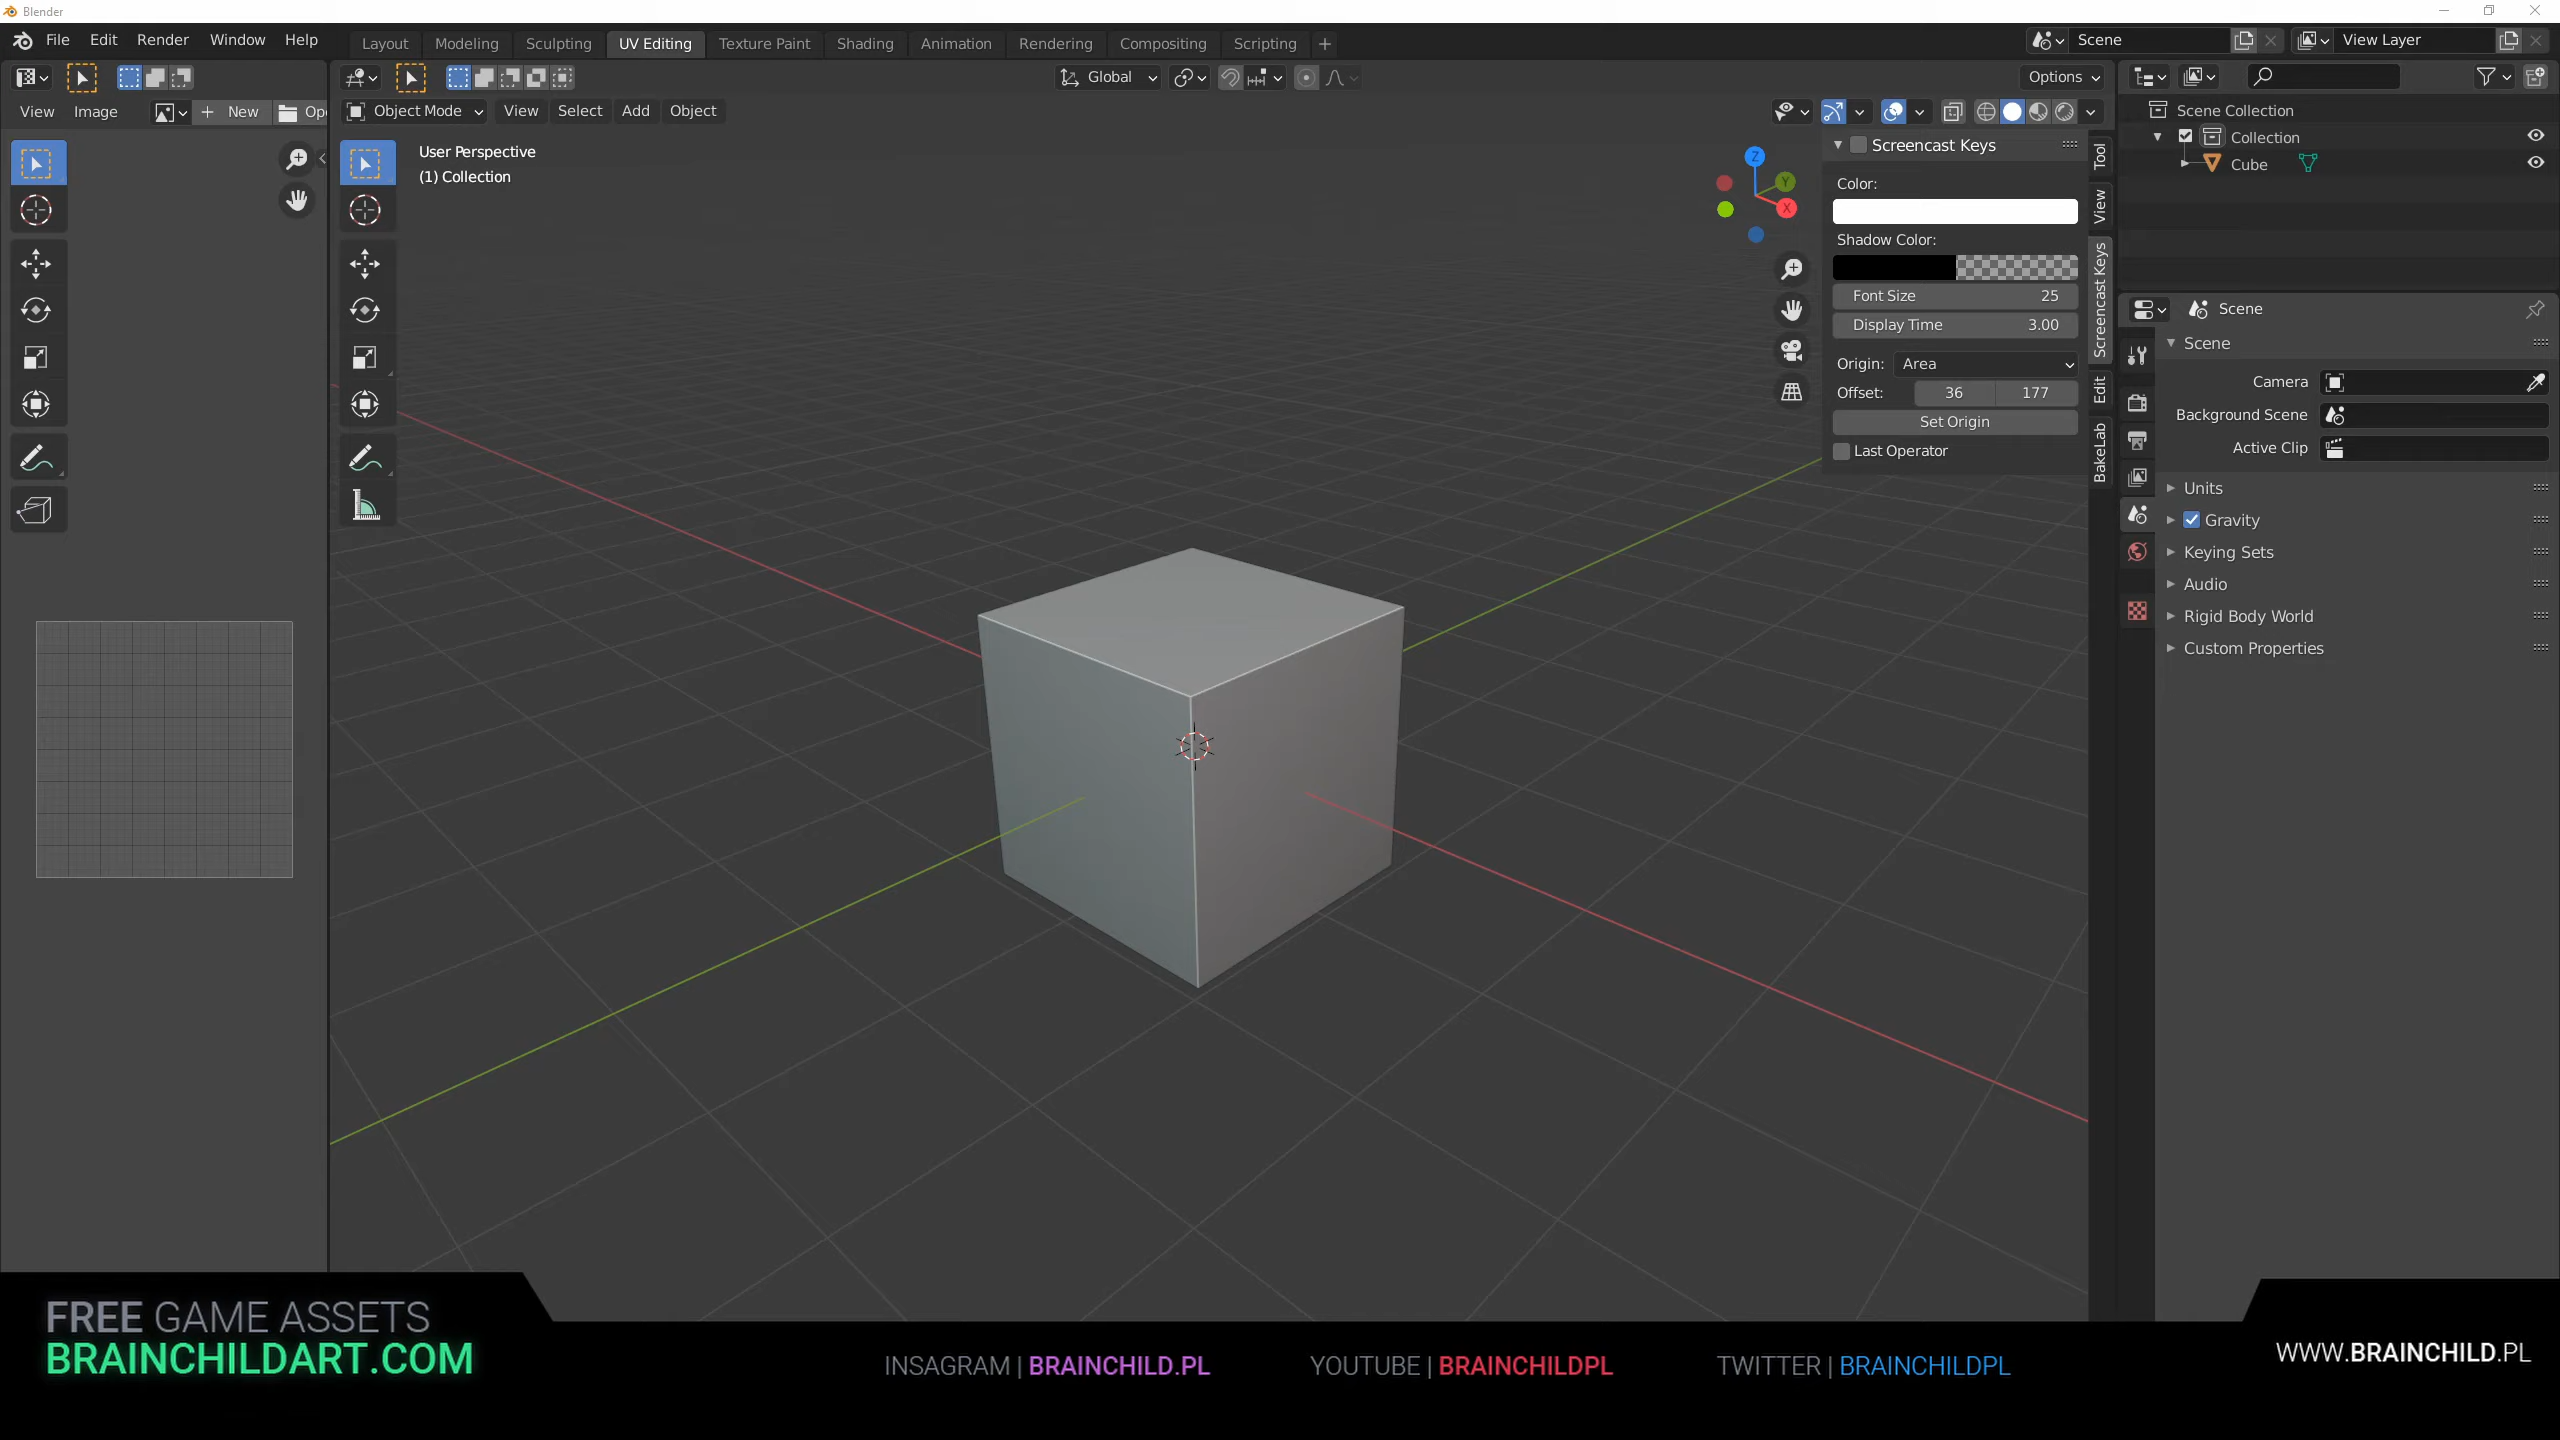 Blender
File Edit Render Window Help Layout Modeling Sculpting UV Editing Texture Paint Shading Animation Rendering Compositing Scripting + Scene View Layer
Global Options
View Image + New Op Object Mode View Select Add Object
User Perspective
(1) Collection
Z
Y
X
Screencast Keys
Color:
Shadow Color:
Font Size 25
Display Time 3.00
Origin: Area
Offset: 36 177
Set Origin
Last Operator
Tool
View
Screencast Keys
Edit
BakeLab
Scene Collection
Collection
Cube
Scene
Scene
Camera
Background Scene
Active Clip
Units
Gravity
Keying Sets
Audio
Rigid Body World
Custom Properties
FREE GAME ASSETS
BRAINCHILDART.COM
INSAGRAM | BRAINCHILD.PL YOUTUBE | BRAINCHILDPL TWITTER | BRAINCHILDPL
WWW.BRAINCHILD.PL